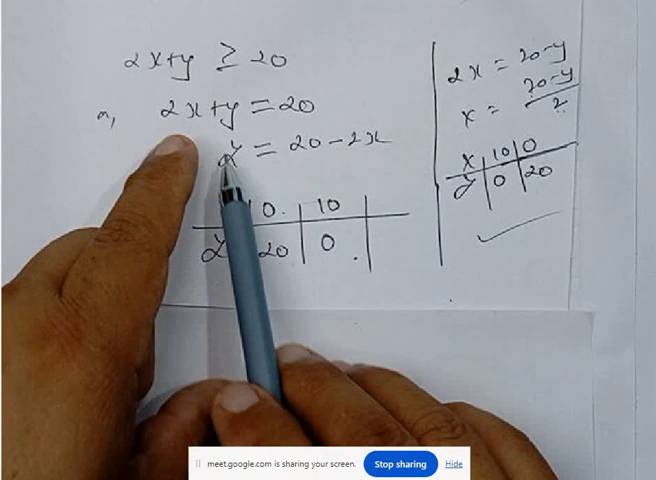 2x+y ≥ 20
2x+y = 20
y = 20 - 2x
0 10
y 20 0
2x = 20-y
x = 20-y
2
x 10 0
y 0 20
meet.google.com is sharing your screen. Stop sharing Hide